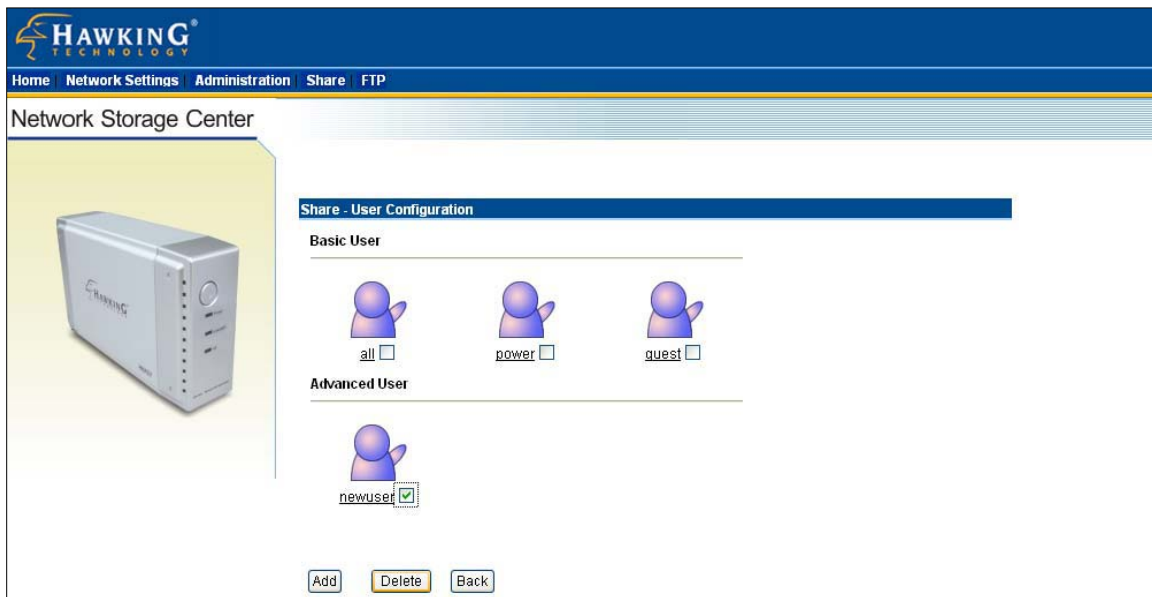 HAWKING®
TECHNOLOGY
Home Network Settings Administration Share FTP
Network Storage Center
HAWKING
Share - User Configuration
Basic User
all power guest
Advanced User
newuser
Add Delete Back